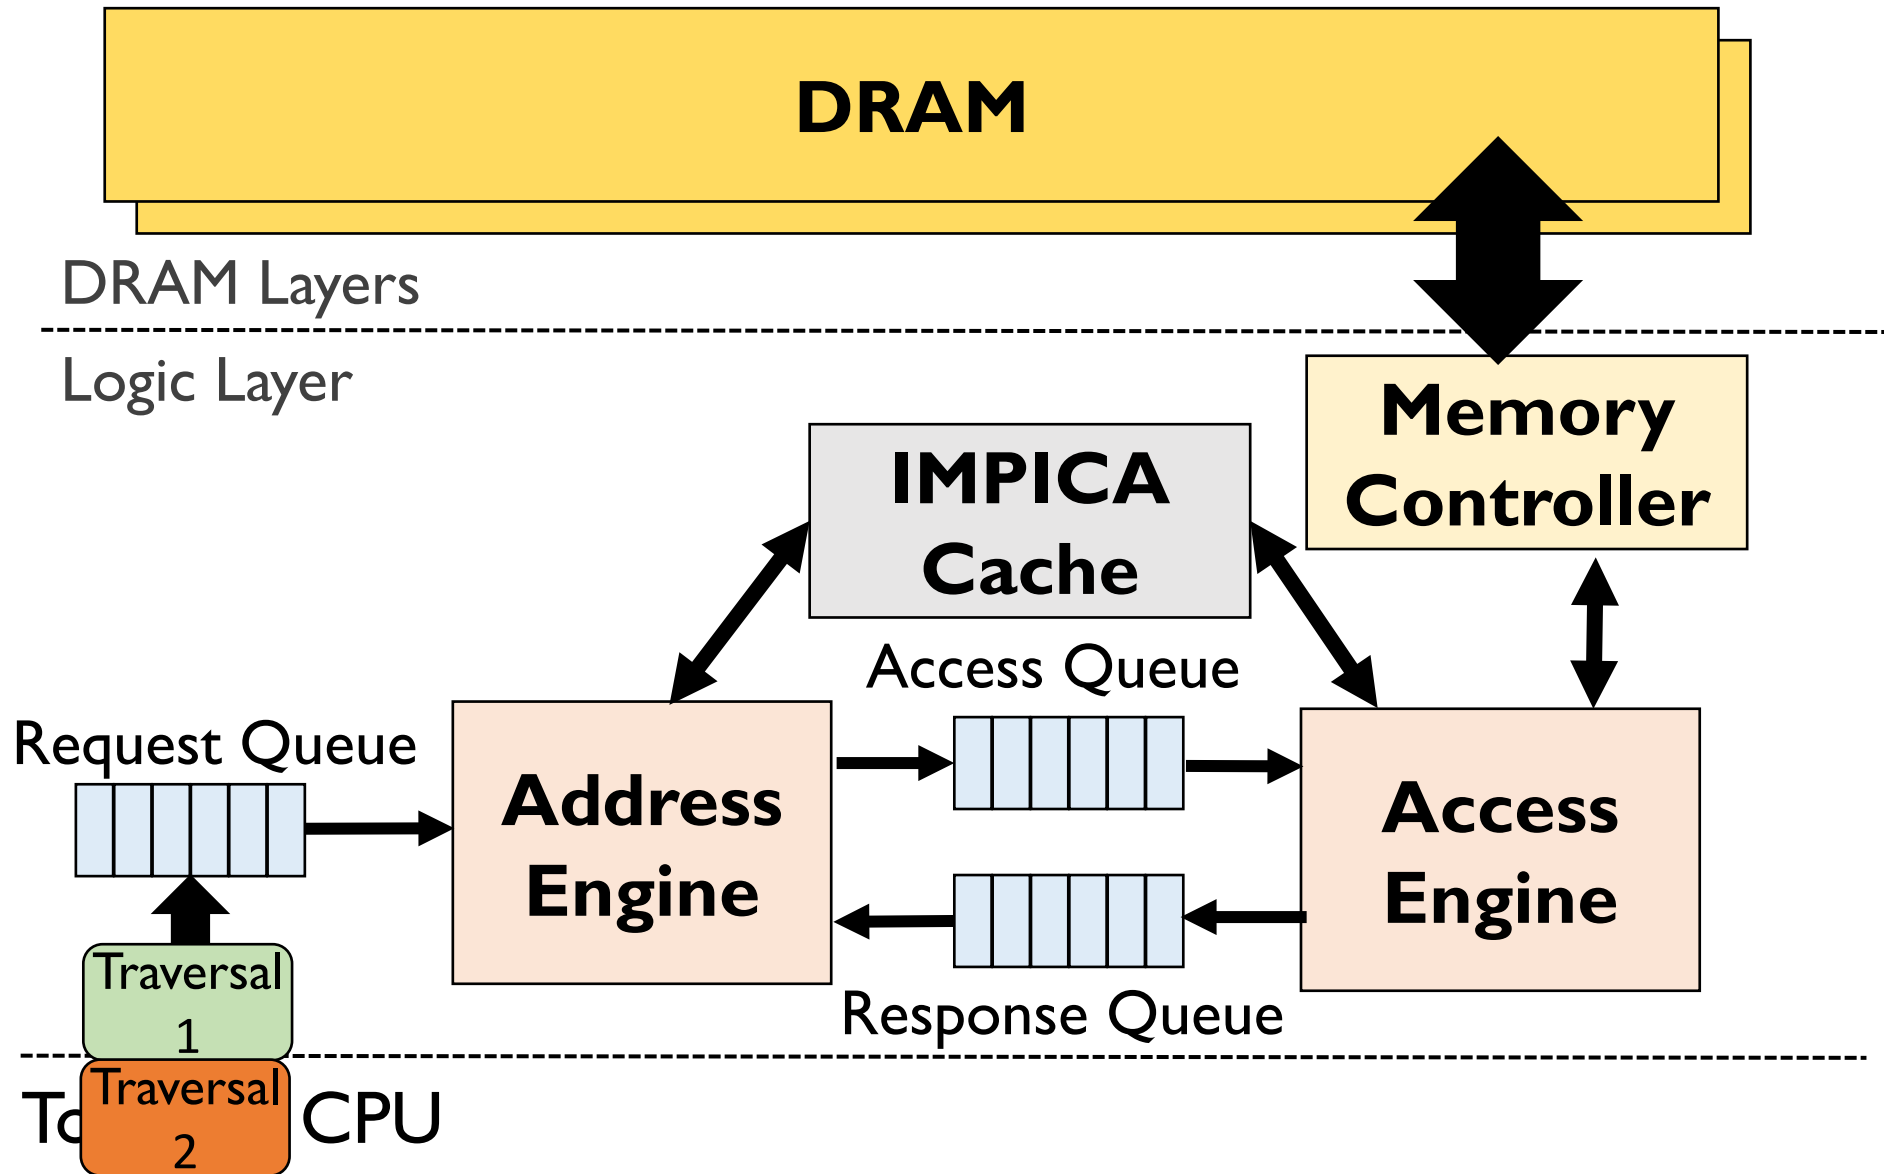 DRAM
DRAM Layers
Logic Layer
Memory
Controller
IMPICA
Cache
Access Queue
Request Queue
Address
Engine
Access
Engine
Traversal
1
Response Queue
Traversal
2
CPU